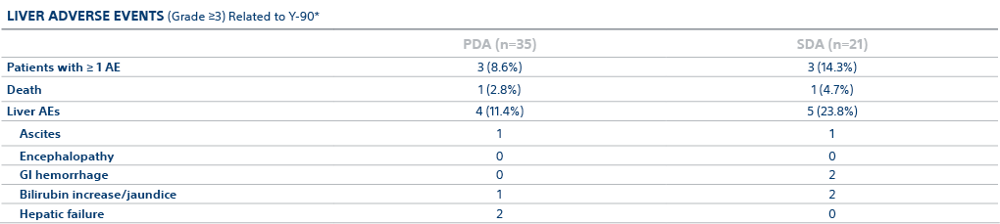 LIVER ADVERSE EVENTS (Grade ≥3) Related to Y-90*
PDA (n=35) SDA (n=21)
Patients with ≥ 1 AE 3 (8.6%) 3 (14.3%)
Death 1 (2.8%) 1 (4.7%)
Liver AEs 4 (11.4%) 5 (23.8%)
Ascites 1 1
Encephalopathy 0 0
GI hemorrhage 0 2
Bilirubin increase/jaundice 1 2
Hepatic failure 2 0